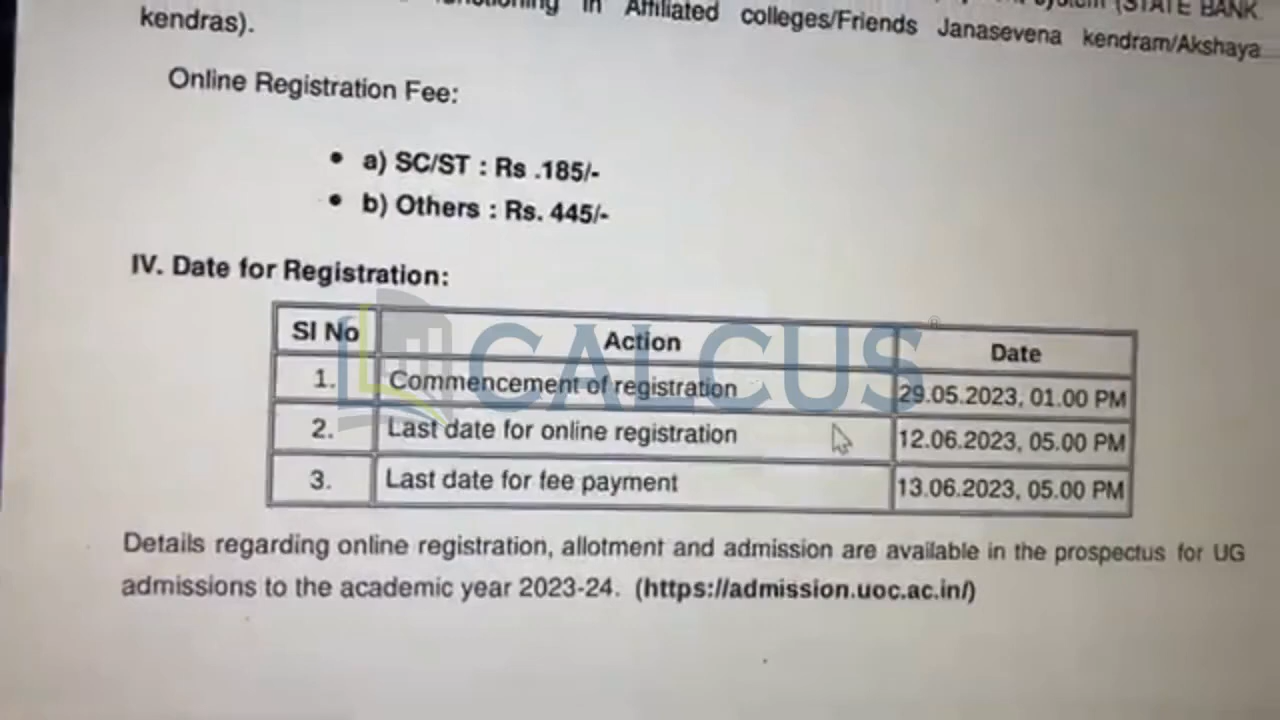 in Affiliated colleges/Friends Janasevena kendram/Akshaya
kendras).
Online Registration Fee:
• a) SC/ST : Rs .185/-
• b) Others : Rs. 445/-
IV. Date for Registration:
SI No Action Date
1. Commencement of registration 29.05.2023, 01.00 PM
2. Last date for online registration 12.06.2023, 05.00 PM
3. Last date for fee payment 13.06.2023, 05.00 PM
CALCUS ®
Details regarding online registration, allotment and admission are available in the prospectus for UG
admissions to the academic year 2023-24. (https://admission.uoc.ac.in/)